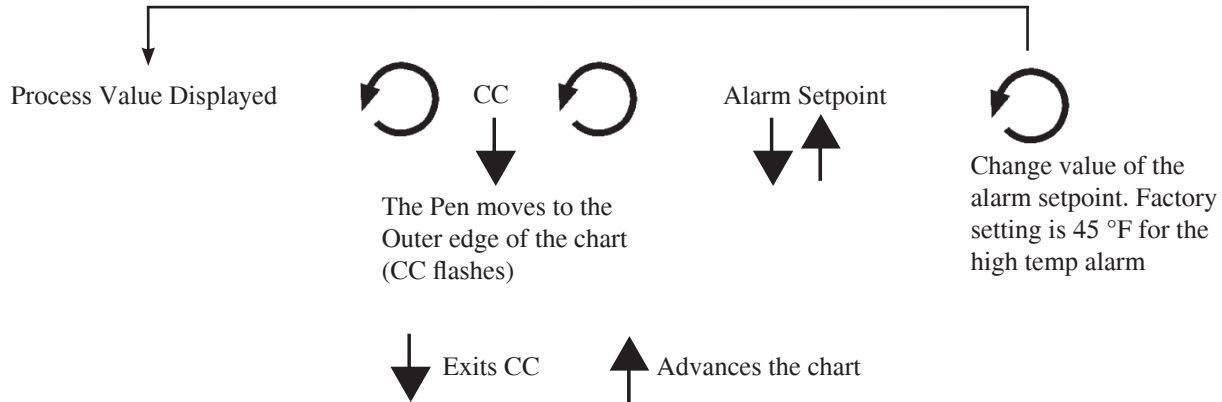 Process Value Displayed
CC
Alarm Setpoint
The Pen moves to the
Outer edge of the chart
(CC flashes)
Change value of the
alarm setpoint. Factory
setting is 45 °F for the
high temp alarm
Exits CC
Advances the chart